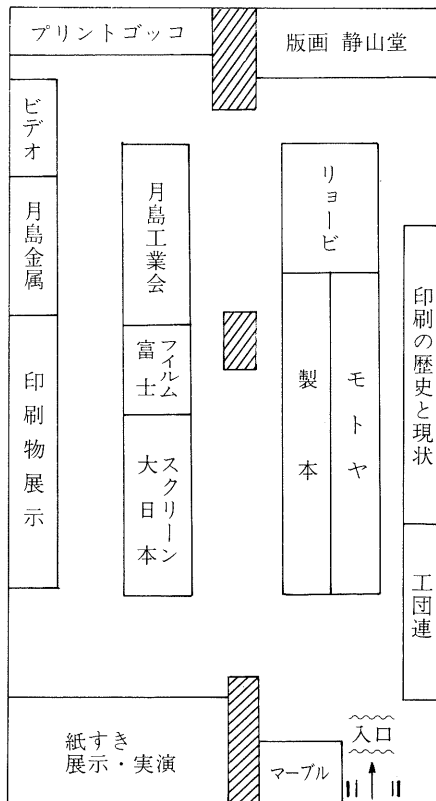 プリントゴッコ
版画 静山堂
ビデオ
月島金属
印刷物展示
月島工業会
富士
フイルム
大日本
スクリーン
リョービ
製本
モトヤ
印刷の歴史と現状
工団連
紙すき
展示・実演
マーブル
入口